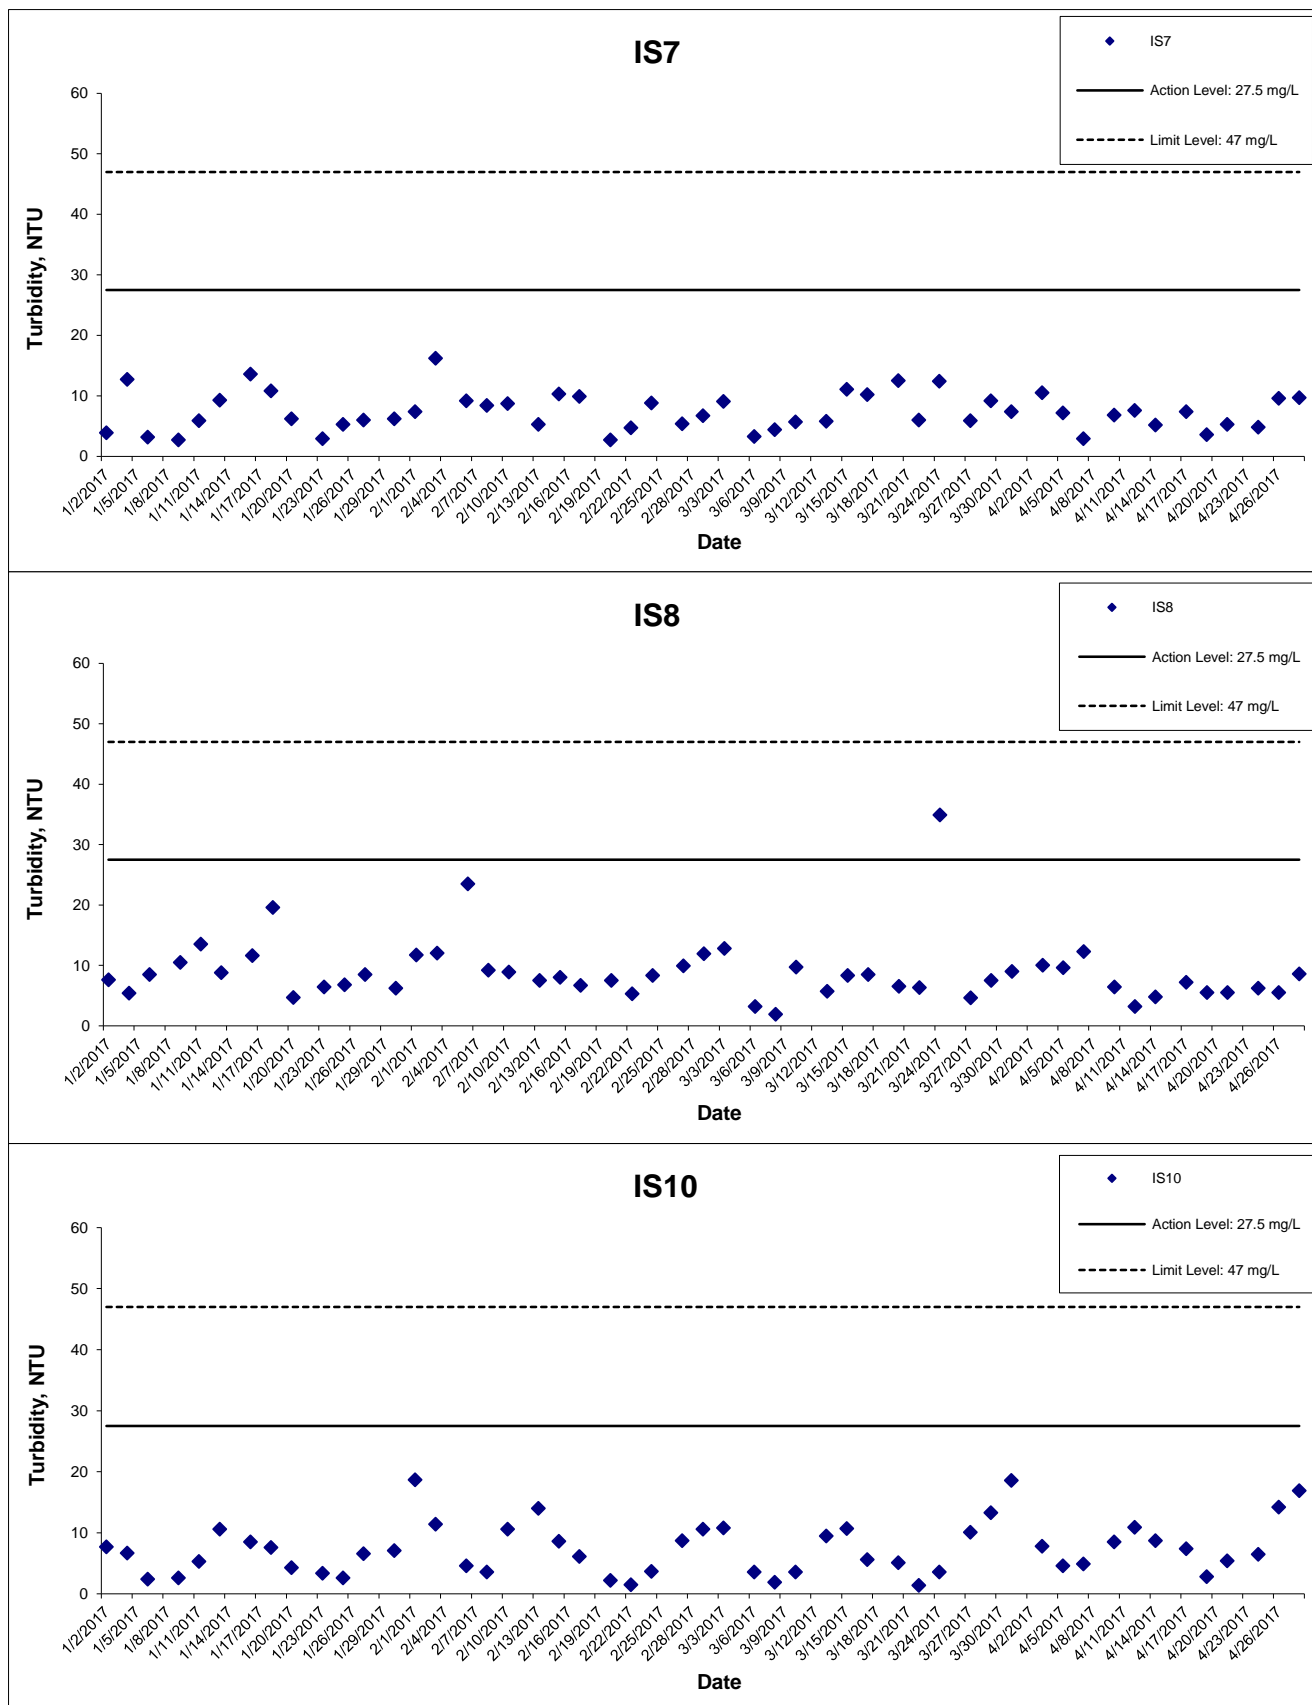 IS7
IS7
Action Level: 27.5 mg/L
Limit Level: 47 mg/L
60
50
40
30
20
10
0
Turbidity, NTU
1/2/2017 1/5/2017 1/8/2017 1/11/2017 1/14/2017 1/17/2017 1/20/2017 1/23/2017 1/26/2017 1/29/2017 2/1/2017 2/4/2017 2/7/2017 2/10/2017 2/13/2017 2/16/2017 2/19/2017 2/22/2017 2/25/2017 2/28/2017 3/3/2017 3/6/2017 3/9/2017 3/12/2017 3/15/2017 3/18/2017 3/21/2017 3/24/2017 3/27/2017 3/30/2017 4/2/2017 4/5/2017 4/8/2017 4/11/2017 4/14/2017 4/17/2017 4/20/2017 4/23/2017 4/26/2017
Date
IS8
IS8
Action Level: 27.5 mg/L
Limit Level: 47 mg/L
60
50
40
30
20
10
0
Turbidity, NTU
1/2/2017 1/5/2017 1/8/2017 1/11/2017 1/14/2017 1/17/2017 1/20/2017 1/23/2017 1/26/2017 1/29/2017 2/1/2017 2/4/2017 2/7/2017 2/10/2017 2/13/2017 2/16/2017 2/19/2017 2/22/2017 2/25/2017 2/28/2017 3/3/2017 3/6/2017 3/9/2017 3/12/2017 3/15/2017 3/18/2017 3/21/2017 3/24/2017 3/27/2017 3/30/2017 4/2/2017 4/5/2017 4/8/2017 4/11/2017 4/14/2017 4/17/2017 4/20/2017 4/23/2017 4/26/2017
Date
IS10
IS10
Action Level: 27.5 mg/L
Limit Level: 47 mg/L
60
50
40
30
20
10
0
Turbidity, NTU
1/2/2017 1/5/2017 1/8/2017 1/11/2017 1/14/2017 1/17/2017 1/20/2017 1/23/2017 1/26/2017 1/29/2017 2/1/2017 2/4/2017 2/7/2017 2/10/2017 2/13/2017 2/16/2017 2/19/2017 2/22/2017 2/25/2017 2/28/2017 3/3/2017 3/6/2017 3/9/2017 3/12/2017 3/15/2017 3/18/2017 3/21/2017 3/24/2017 3/27/2017 3/30/2017 4/2/2017 4/5/2017 4/8/2017 4/11/2017 4/14/2017 4/17/2017 4/20/2017 4/23/2017 4/26/2017
Date